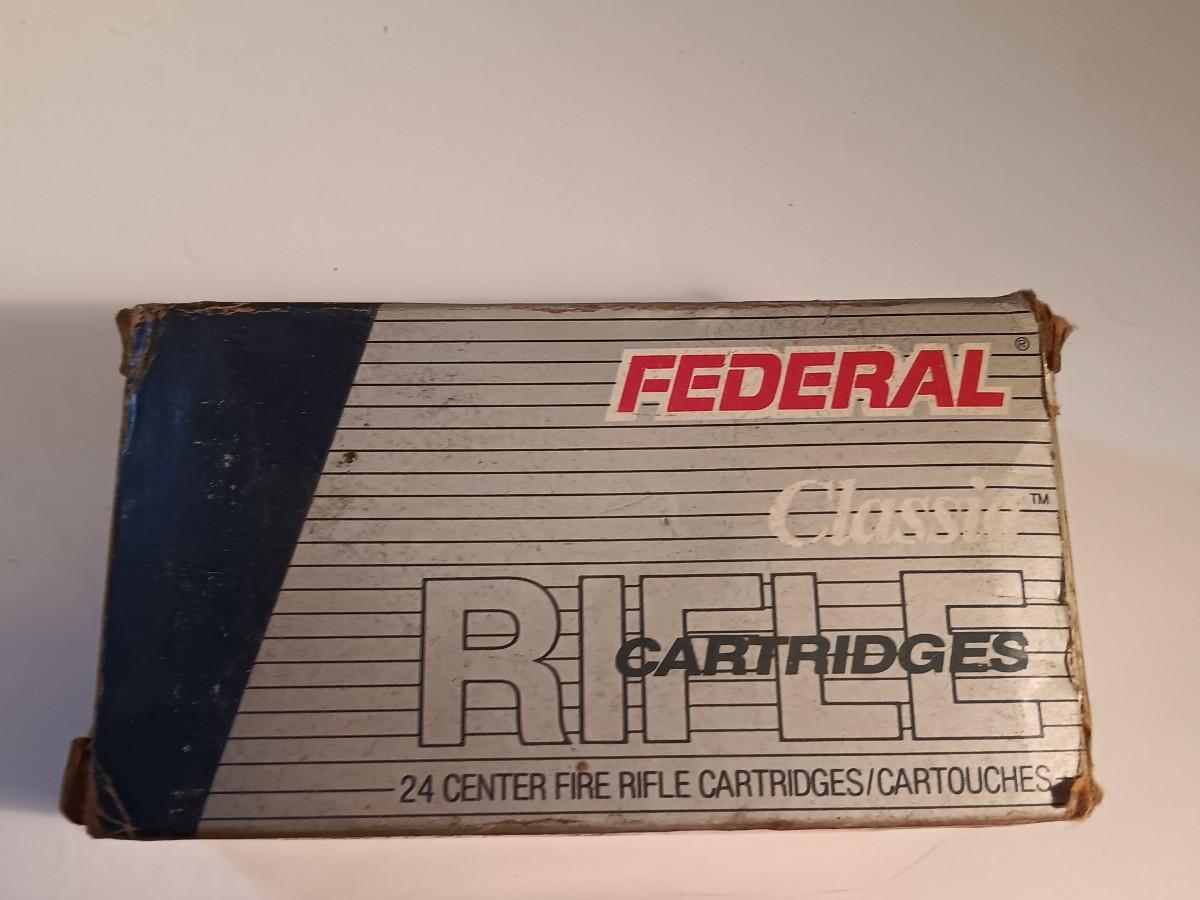 FEDERAL®
Classic™
RIFLE
CARTRIDGES
24 CENTER FIRE RIFLE CARTRIDGES/CARTOUCHES